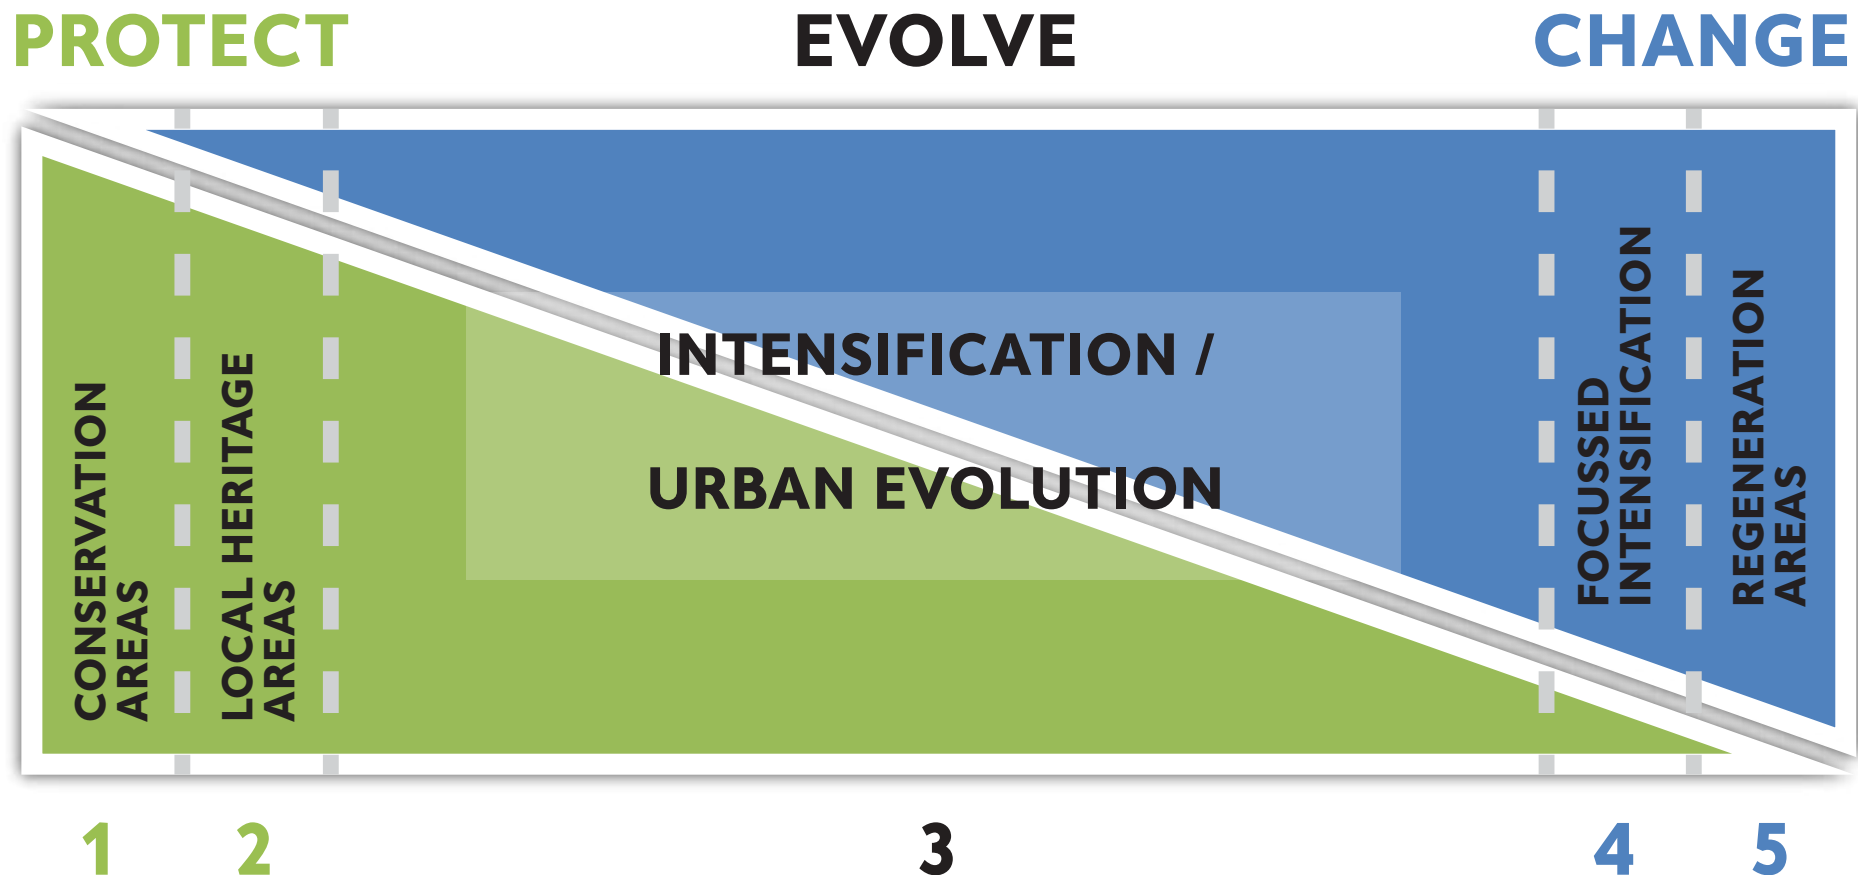 PROTECT
EVOLVE
CHANGE
CONSERVATION
AREAS
LOCAL HERITAGE
AREAS
INTENSIFICATION /
URBAN EVOLUTION
FOCUSSED
INTENSIFICATION
REGENERATION
AREAS
1
2
3
4
5